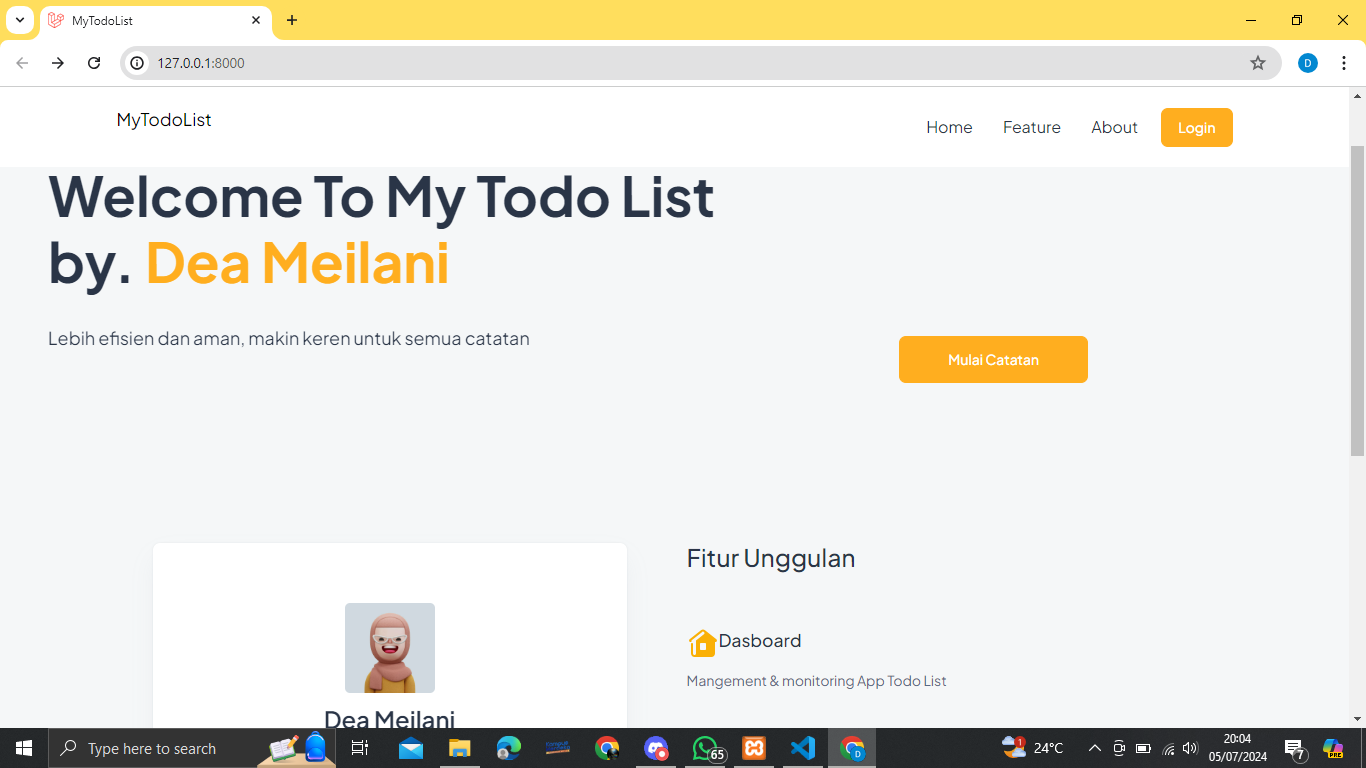 MyTodoList
127.0.0.1:8000
D
MyTodoList
Home Feature About Login
Welcome To My Todo List
by. Dea Meilani
Lebih efisien dan aman, makin keren untuk semua catatan
Mulai Catatan
Fitur Unggulan
Dasboard
Mangement & monitoring App Todo List
Dea Meilani
Type here to search
65
D
1
24°C
20:04
05/07/2024
7
PRE